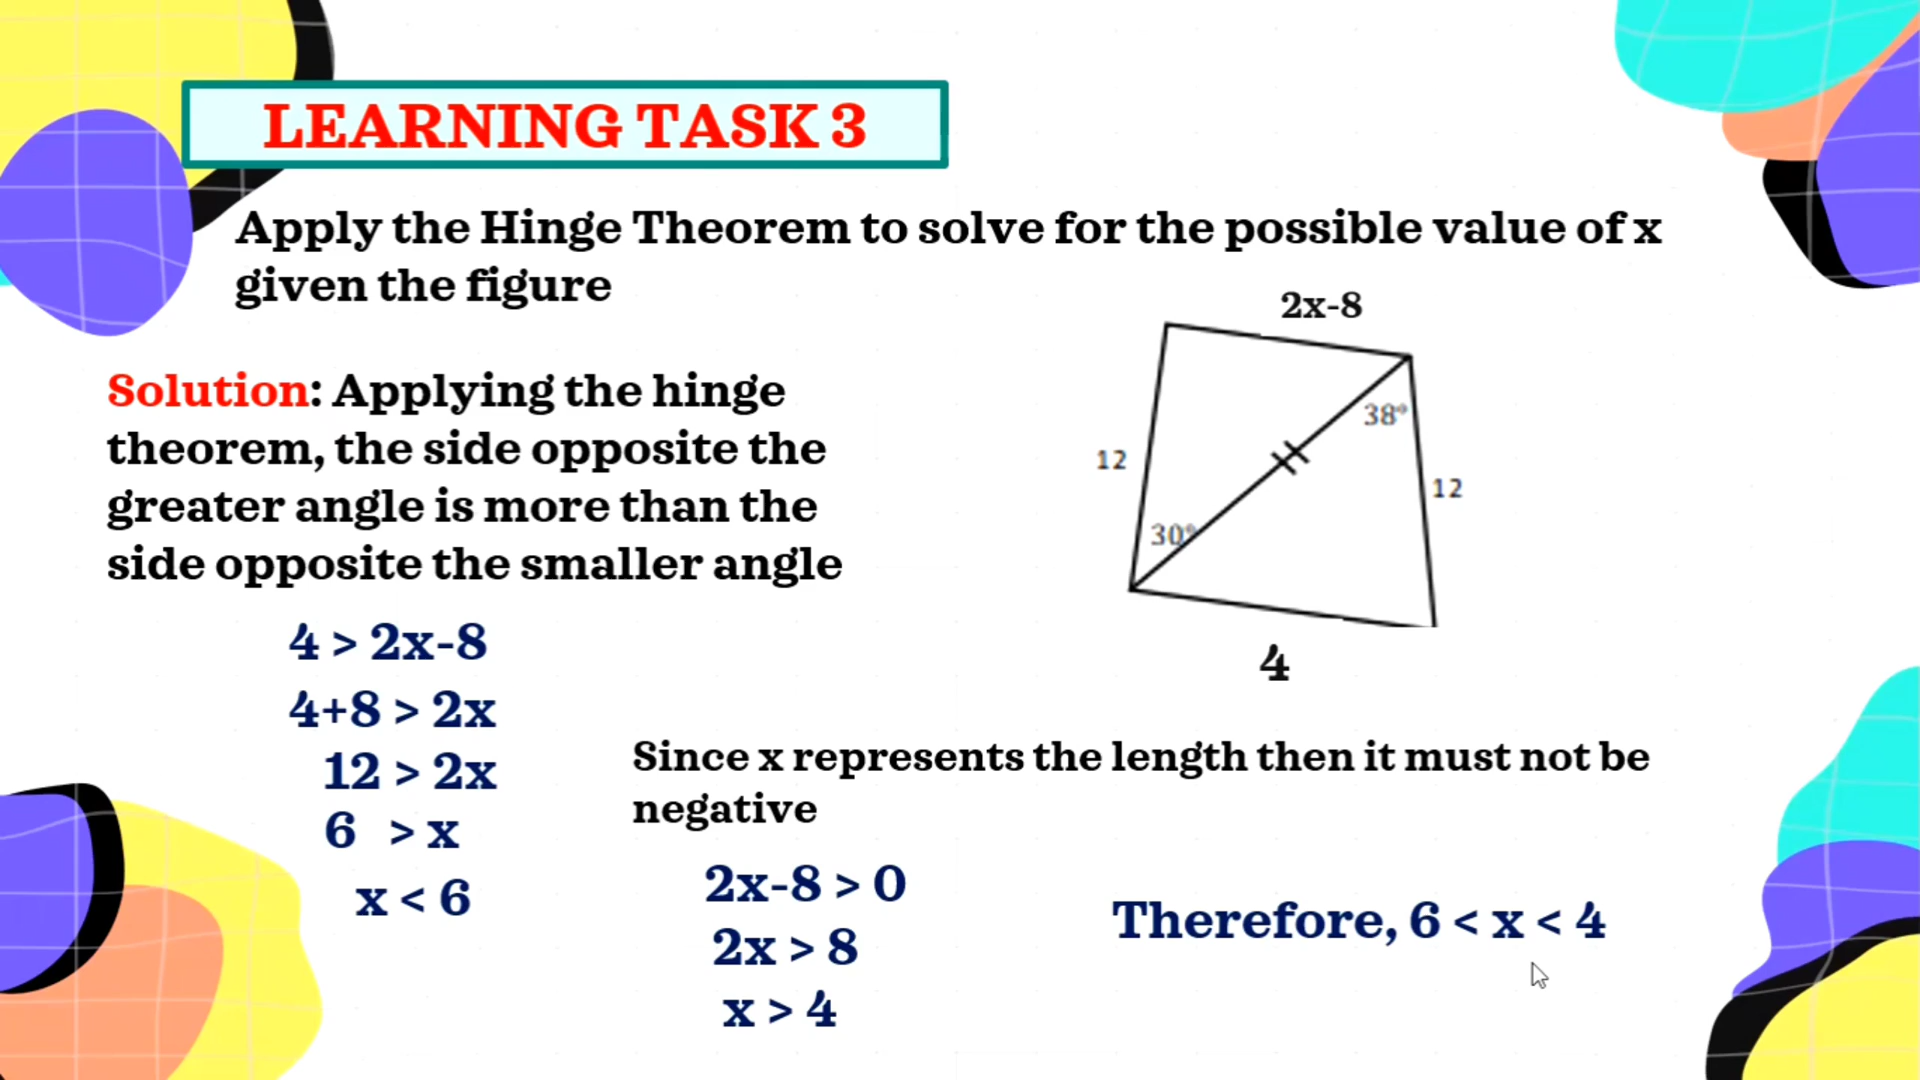 LEARNING TASK 3
Apply the Hinge Theorem to solve for the possible value of x
given the figure
2x-8
38°
12
12
30°
4
Solution: Applying the hinge
theorem, the side opposite the
greater angle is more than the
side opposite the smaller angle
4 > 2x-8
4+8 > 2x
12 > 2x
6 > x
x < 6
Since x represents the length then it must not be
negative
2x-8 > 0
2x > 8
x > 4
Therefore, 6 < x < 4